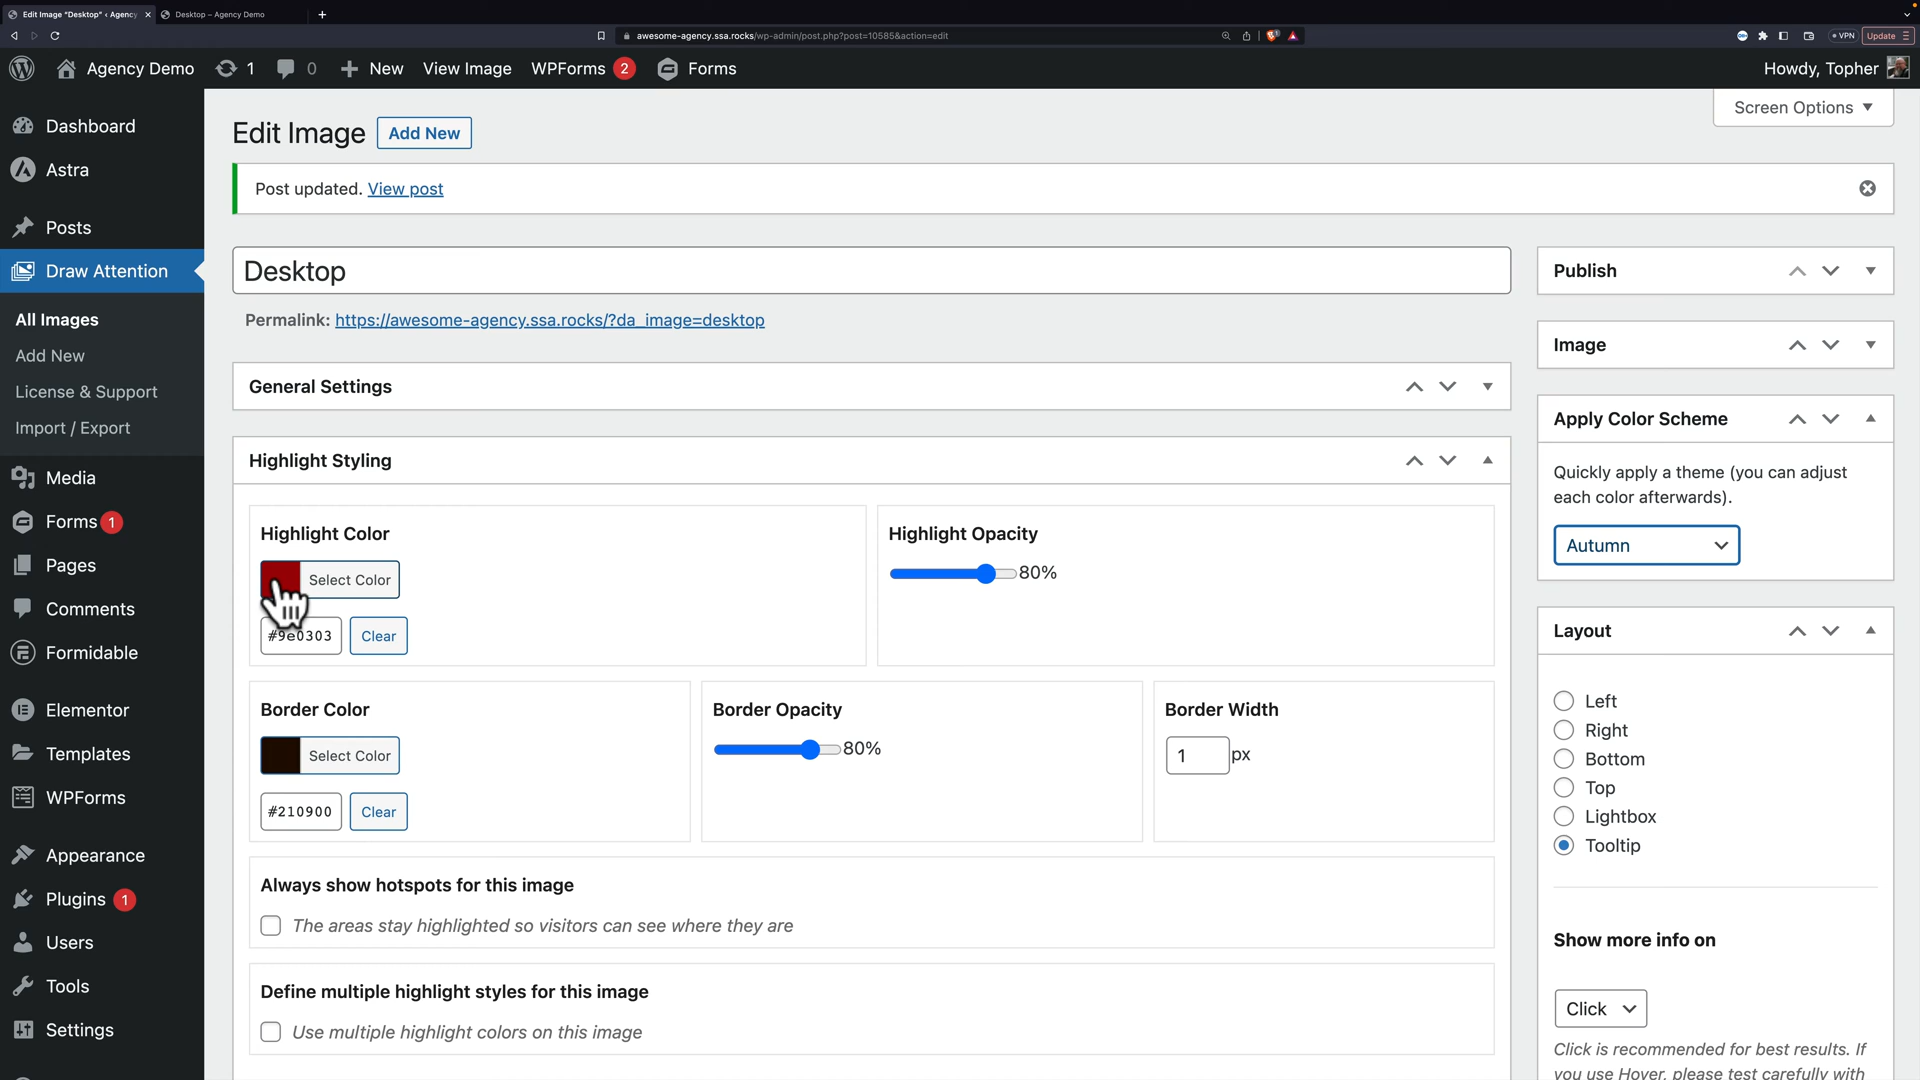 Edit Image "Desktop" ‹ Agency
Desktop – Agency Demo
awesome-agency.ssa.rocks/wp-admin/post.php?post=10585&action=edit
VPN
Update
Agency Demo
1
0
New
View Image
WPForms 2
Forms
Howdy, Topher
Screen Options
Dashboard
Astra
Posts
Draw Attention
All Images
Add New
License & Support
Import / Export
Media
Forms 1
Pages
Comments
Formidable
Elementor
Templates
WPForms
Appearance
Plugins 1
Users
Tools
Settings
Edit Image
Add New
Post updated. View post
Desktop
Permalink: https://awesome-agency.ssa.rocks/?da_image=desktop
General Settings
Highlight Styling
Highlight Color
Select Color
#9e0303
Clear
Highlight Opacity
80%
Border Color
Select Color
#210900
Clear
Border Opacity
80%
Border Width
1 px
Always show hotspots for this image
The areas stay highlighted so visitors can see where they are
Define multiple highlight styles for this image
Use multiple highlight colors on this image
Publish
Image
Apply Color Scheme
Quickly apply a theme (you can adjust
each color afterwards).
Autumn
Layout
Left
Right
Bottom
Top
Lightbox
Tooltip
Show more info on
Click
Click is recommended for best results. If
you use Hover, please test carefully with